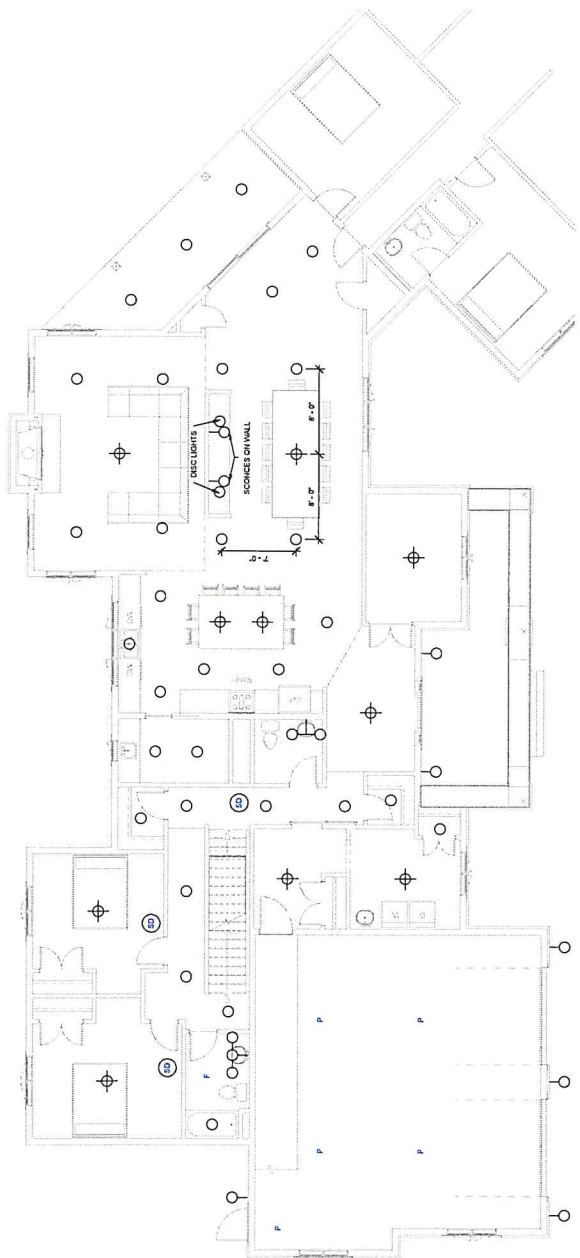 DISC LIGHTS
SCONCES ON WALL
8' - 0"
8' - 0"
7' - 0"
SD
SD
SD
F
P
P
P
P
P